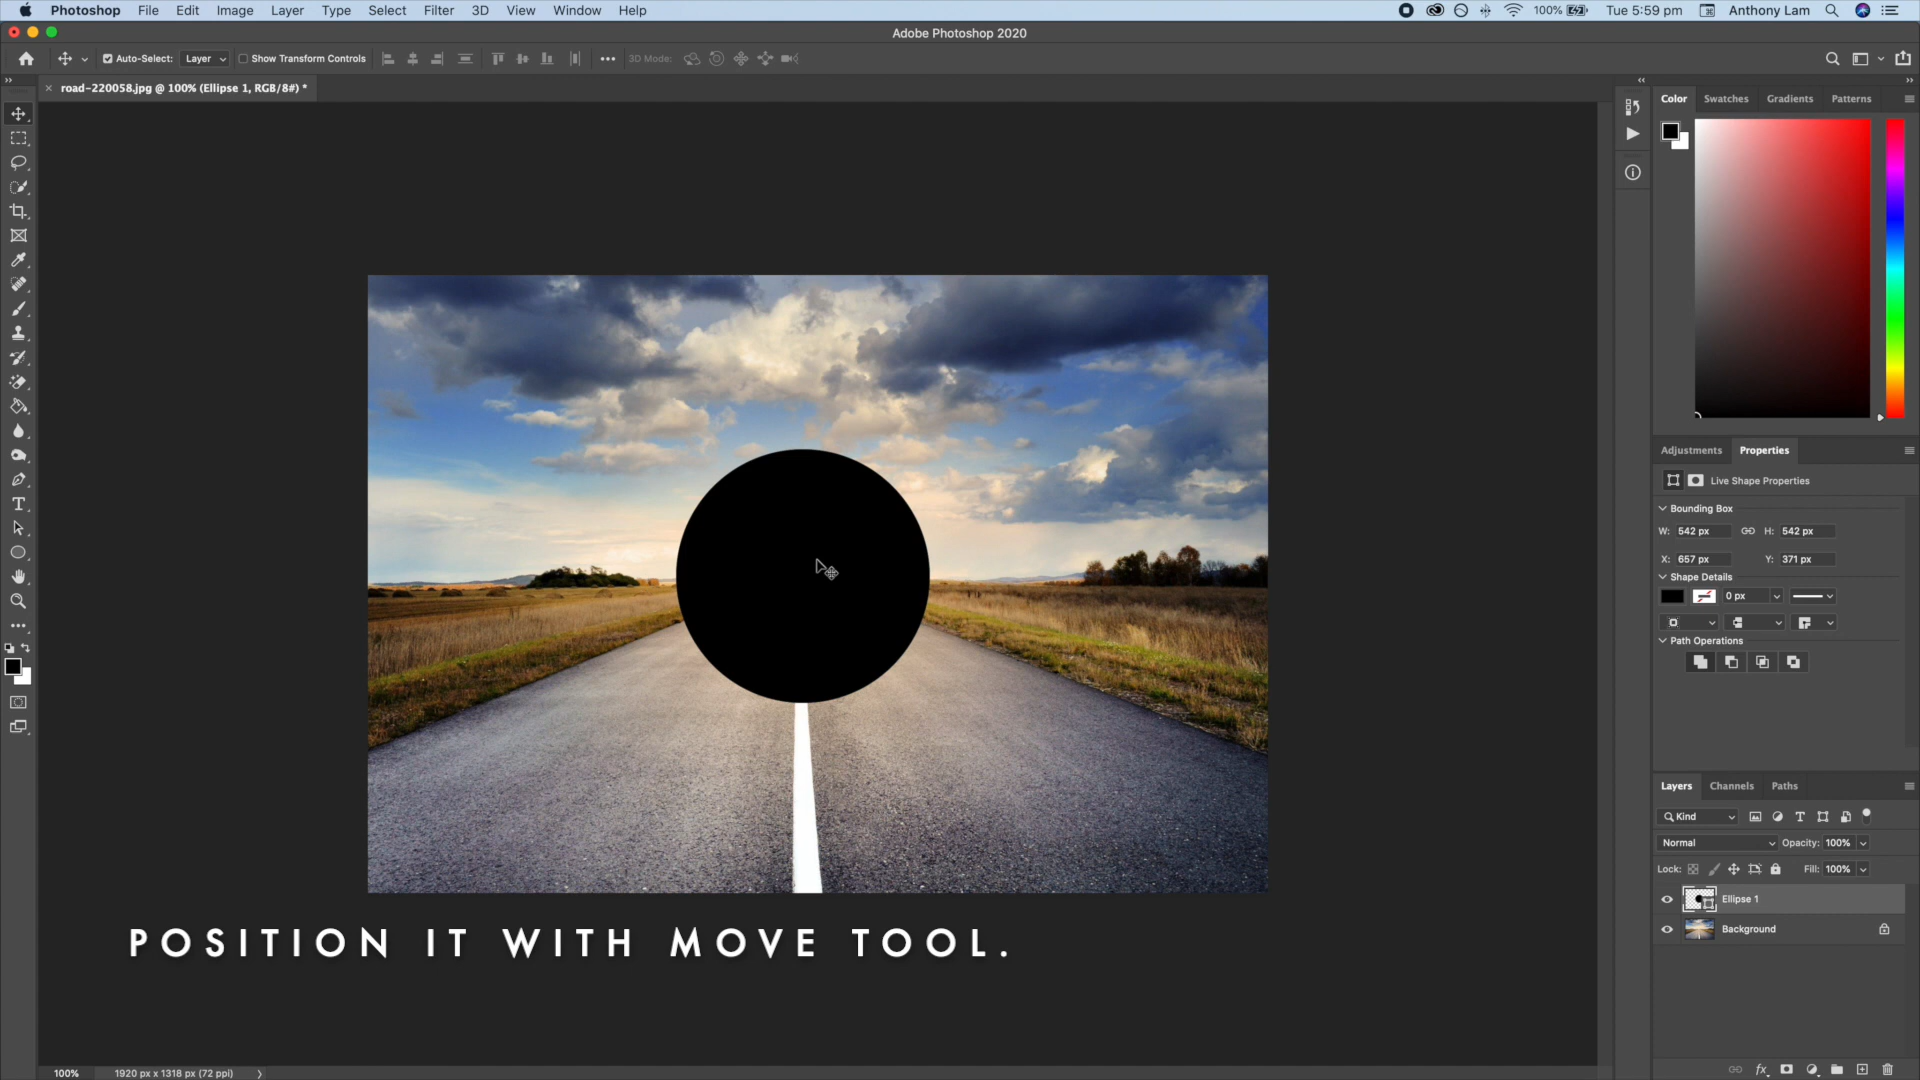 Photoshop File Edit Image Layer Type Select Filter 3D View Window Help 100% Tue 5:59 pm Anthony Lam
Adobe Photoshop 2020
Auto-Select: Layer Show Transform Controls 3D Mode:
road-220058.jpg @ 100% (Ellipse 1, RGB/8#) *
Color Swatches Gradients Patterns
Adjustments Properties
Live Shape Properties
Bounding Box
W: 542 px H: 542 px
X: 657 px Y: 371 px
Shape Details
0 px
Path Operations
Layers Channels Paths
Kind
Normal Opacity: 100%
Lock: Fill: 100%
Ellipse 1
Background
POSITION IT WITH MOVE TOOL.
100% 1920 px x 1318 px (72 ppi)
fx